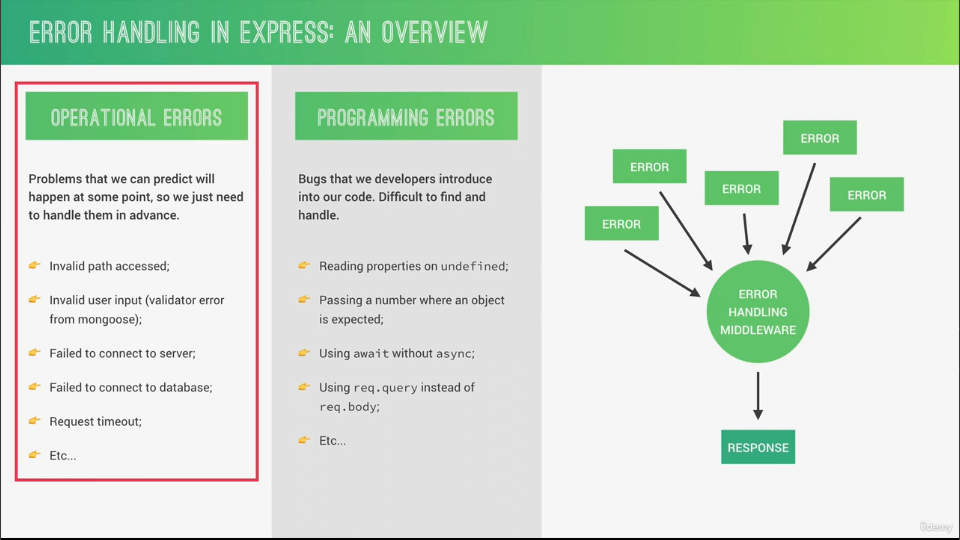 ERROR HANDLING IN EXPRESS: AN OVERVIEW
OPERATIONAL ERRORS
Problems that we can predict will
happen at some point, so we just need
to handle them in advance.
Invalid path accessed;
Invalid user input (validator error
from mongoose);
Failed to connect to server;
Failed to connect to database;
Request timeout;
Etc...
PROGRAMMING ERRORS
Bugs that we developers introduce
into our code. Difficult to find and
handle.
Reading properties on undefined;
Passing a number where an object
is expected;
Using await without async;
Using req.query instead of
req.body;
Etc...
ERROR
ERROR
ERROR
ERROR
ERROR
ERROR
HANDLING
MIDDLEWARE
RESPONSE
ûdemy